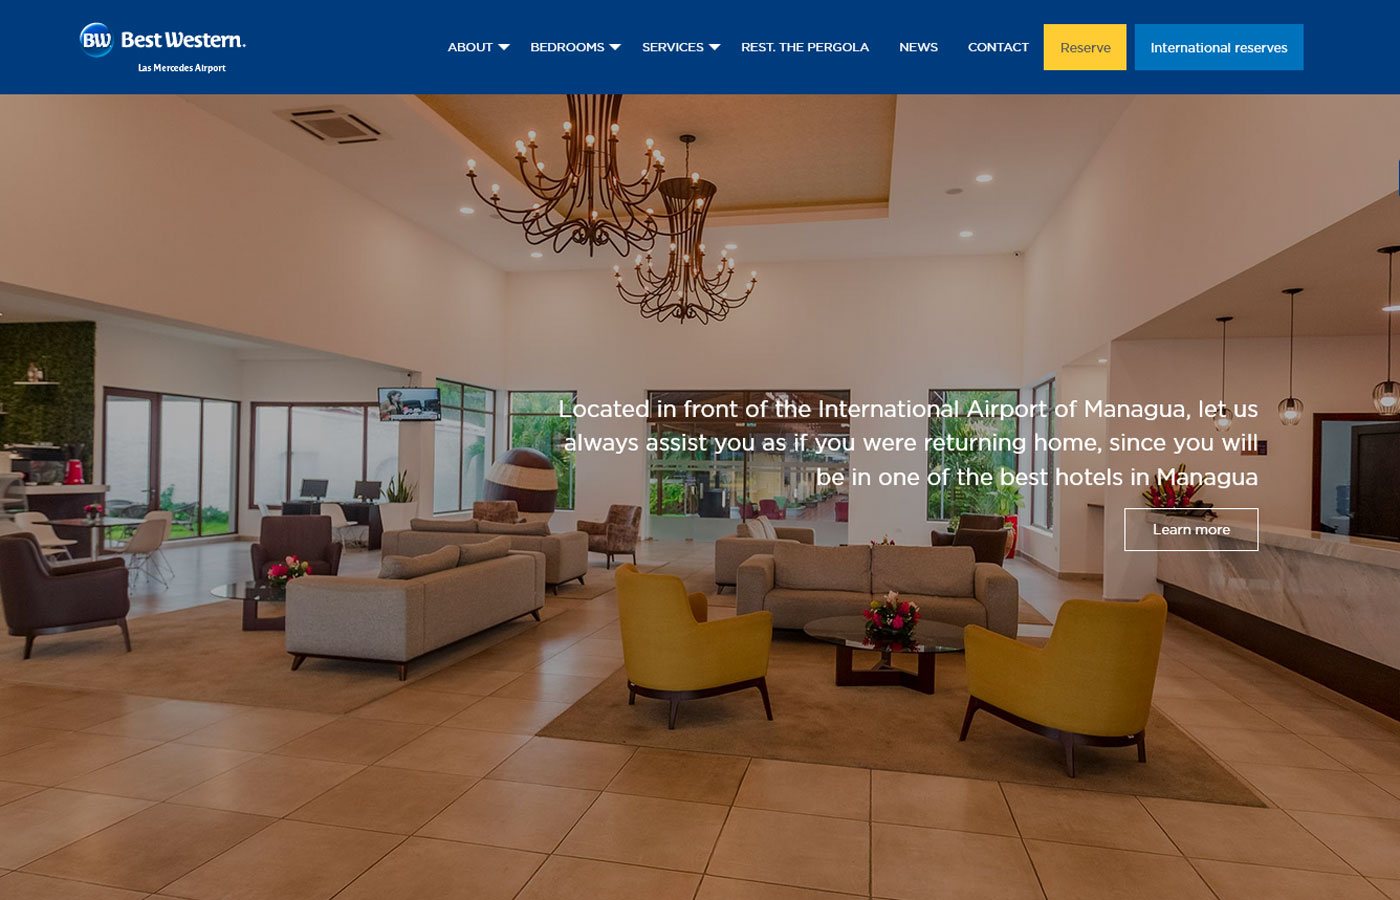 BW Best Western.
Las Mercedes Airport
ABOUT BEDROOMS SERVICES REST. THE PERGOLA NEWS CONTACT Reserve International reserves
Located in front of the International Airport of Managua, let us
always assist you as if you were returning home, since you will
be in one of the best hotels in Managua
Learn more